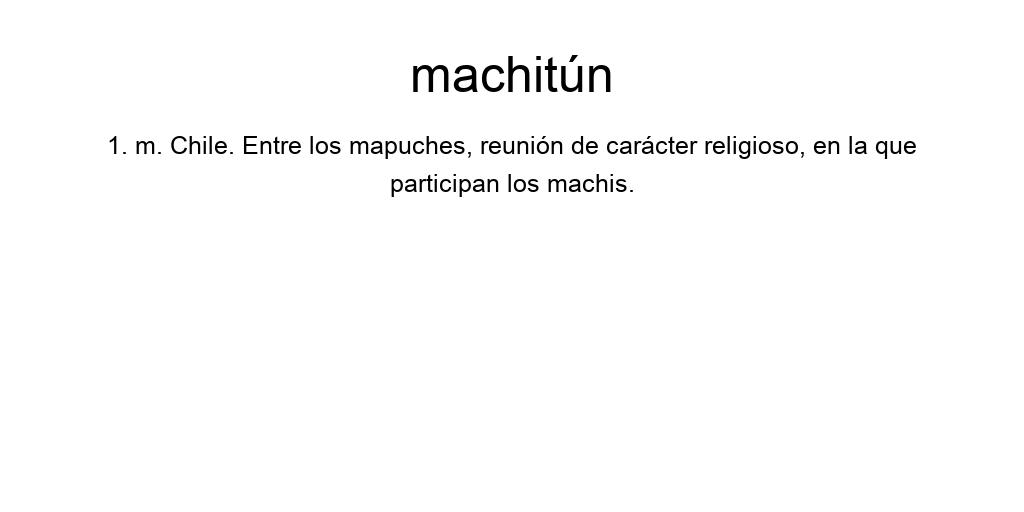 machitún
1. m. Chile. Entre los mapuches, reunión de carácter religioso, en la que
participan los machis.